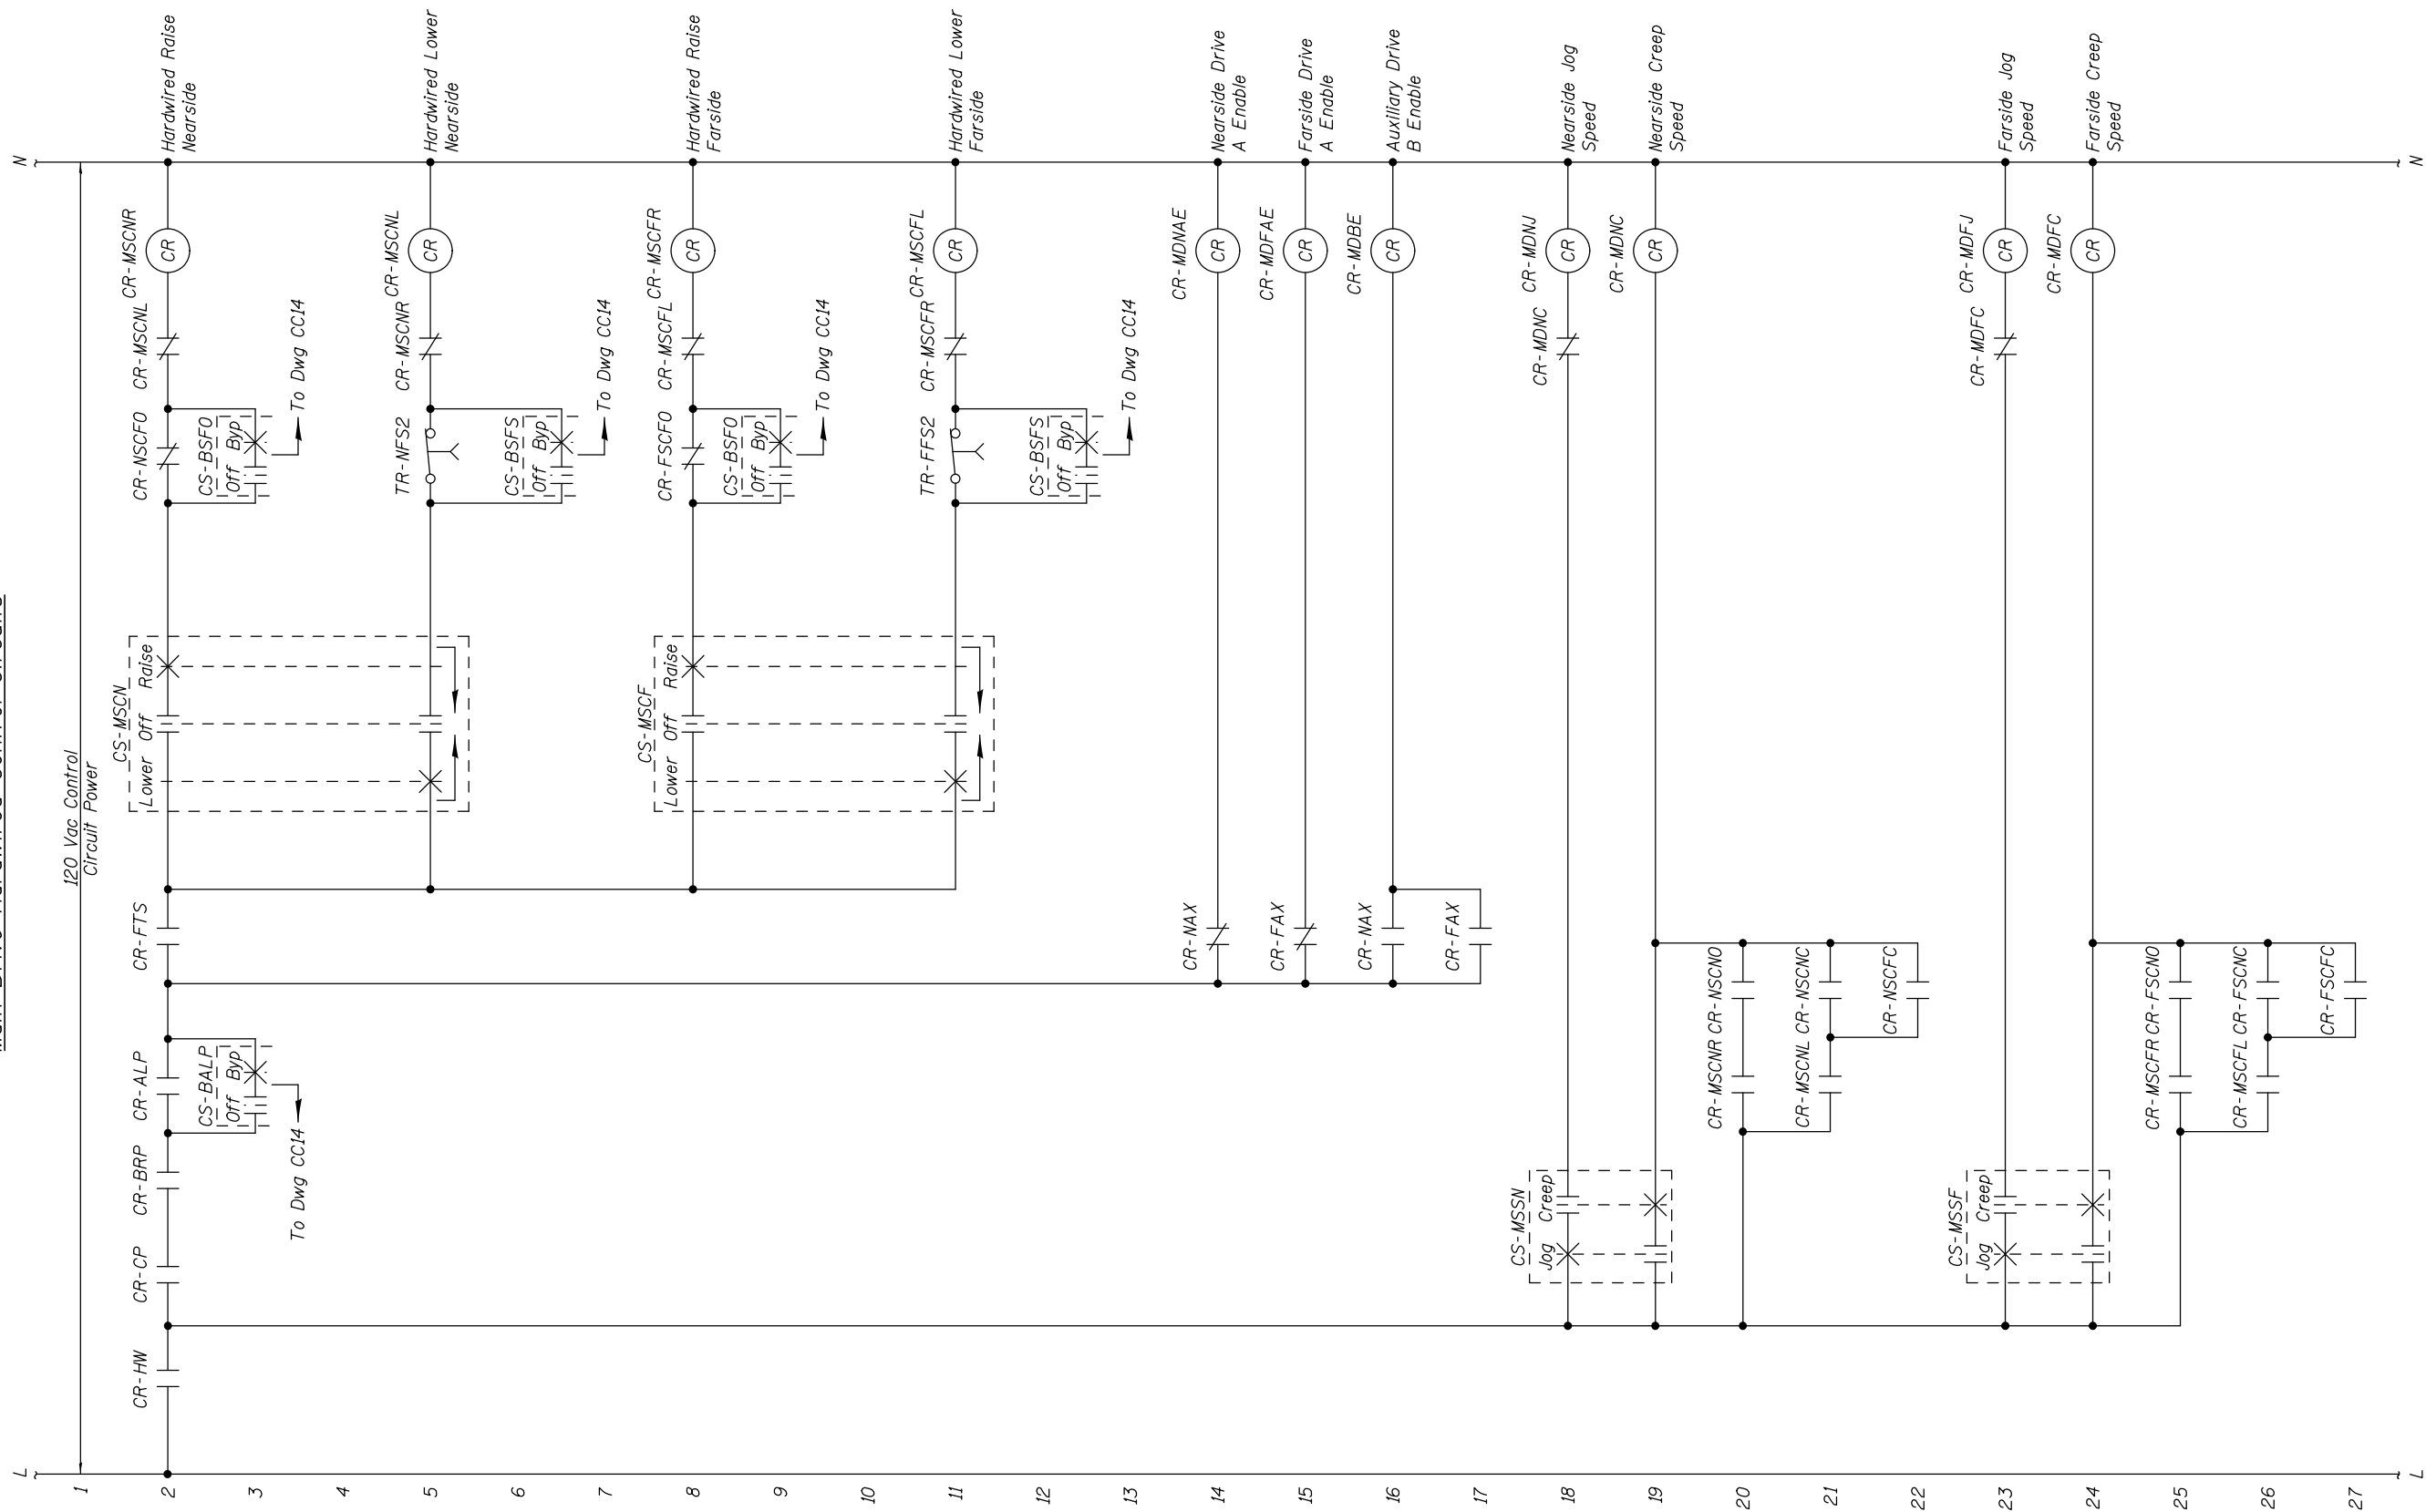 L
N
1
120 Vac Control
Circuit Power
2
CR-HW
CR-CP
CR-BRP
CR-ALP
CR-FTS
CS-MSCN
Lower Off Raise
CR-NSCFO
CR-MSCNL
CR-MSCNR
CR
Hardwired Raise
Nearside
3
CS-BALP
Off Byp
To Dwg CC14
CS-BSFO
Off Byp
To Dwg CC14
4
5
TR-NFS2
CR-MSCNR
CR-MSCNL
CR
Hardwired Lower
Nearside
6
CS-BSFS
Off Byp
To Dwg CC14
7
8
CS-MSCF
Lower Off Raise
CR-FSCFO
CR-MSCFL
CR-MSCFR
CR
Hardwired Raise
Farside
9
CS-BSFO
Off Byp
To Dwg CC14
10
11
TR-FFS2
CR-MSCFR
CR-MSCFL
CR
Hardwired Lower
Farside
12
CS-BSFS
Off Byp
To Dwg CC14
13
14
CR-NAX
CR-MDNAE
CR
Nearside Drive
A Enable
15
CR-FAX
CR-MDFAE
CR
Farside Drive
A Enable
16
CR-NAX
CR-MDBE
CR
Auxiliary Drive
B Enable
17
CR-FAX
18
CS-MSSN
Jog Creep
CR-MDNC
CR-MDNJ
CR
Nearside Jog
Speed
19
CR-MDNC
CR
Nearside Creep
Speed
20
CR-MSCNR CR-NSCNO
21
CR-MSCNL CR-NSCNC
22
CR-NSCFC
23
CS-MSSF
Jog Creep
CR-MDFC
CR-MDFJ
CR
Farside Jog
Speed
24
CR-MDFC
CR
Farside Creep
Speed
25
CR-MSCFR CR-FSCNO
26
CR-MSCFL CR-FSCNC
27
CR-FSCFC
L
N